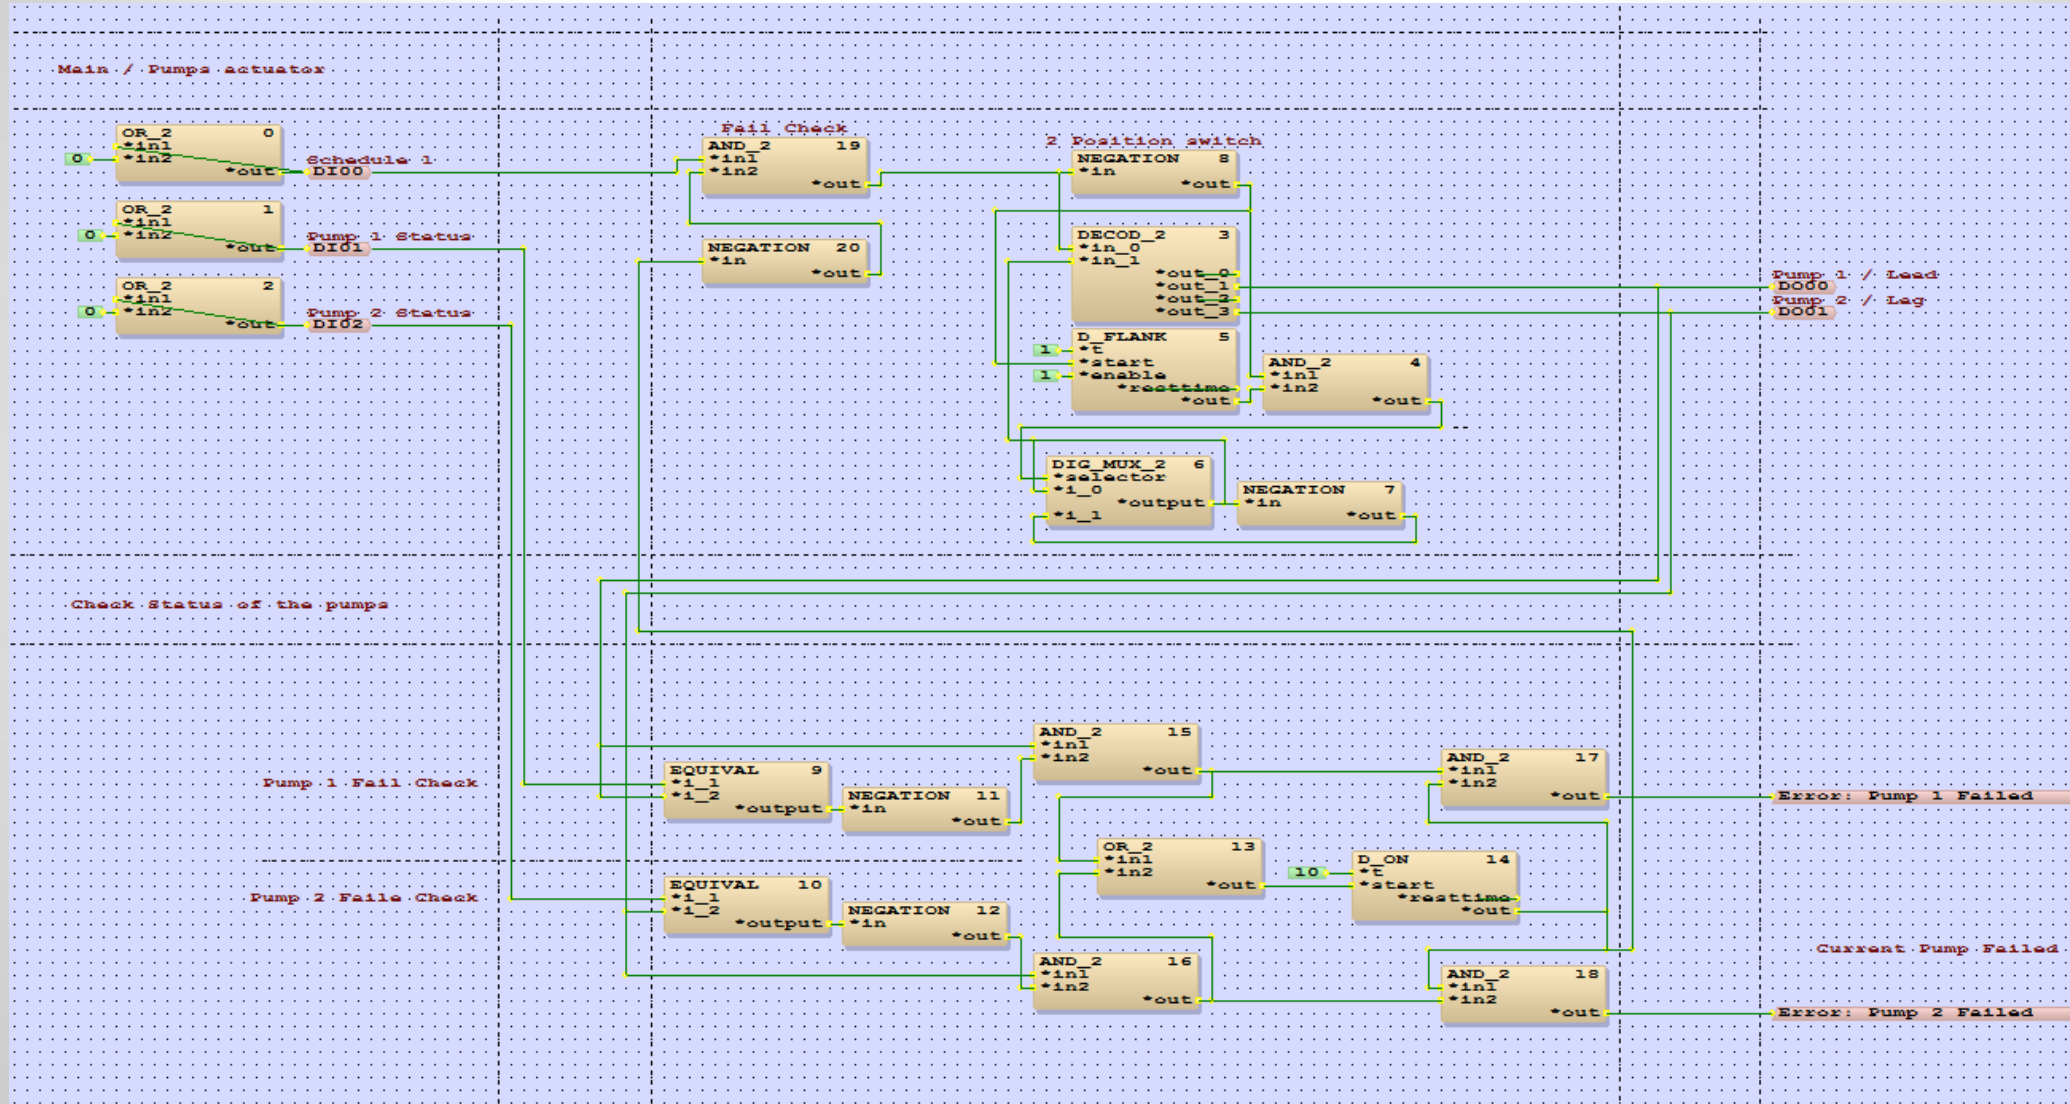 Main / Pumps actuator
OR_2 0
*in1
0 *in2
*out
Schedule 1
DI00
OR_2 1
*in1
0 *in2
*out
Pump 1 Status
DI01
OR_2 2
*in1
0 *in2
*out
Pump 2 Status
DI02
Fail Check
AND_2 19
*in1
*in2
*out
NEGATION 20
*in
*out
2 Position switch
NEGATION 8
*in
*out
DECOD_2 3
*in_0
*in_1
*out_0
*out_1
*out_2
*out_3
D_FLANK 5
1 *t
*start
1 *enable
*resttime
*out
AND_2 4
*in1
*in2
*out
DIG_MUX_2 6
*selector
*i_0
*output
*i_1
NEGATION 7
*in
*out
Pump 1 / Lead
DO00
Pump 2 / Lag
DO01
Check Status of the pumps
Pump 1 Fail Check
EQUIVAL 9
*i_1
*i_2
*output
NEGATION 11
*in
*out
AND_2 15
*in1
*in2
*out
AND_2 17
*in1
*in2
*out
Error: Pump 1 Failed
OR_2 13
*in1
*in2
*out
D_ON 14
10 *t
*start
*resttime
*out
Pump 2 Faile Check
EQUIVAL 10
*i_1
*i_2
*output
NEGATION 12
*in
*out
AND_2 16
*in1
*in2
*out
Current Pump Failed
AND_2 18
*in1
*in2
*out
Error: Pump 2 Failed